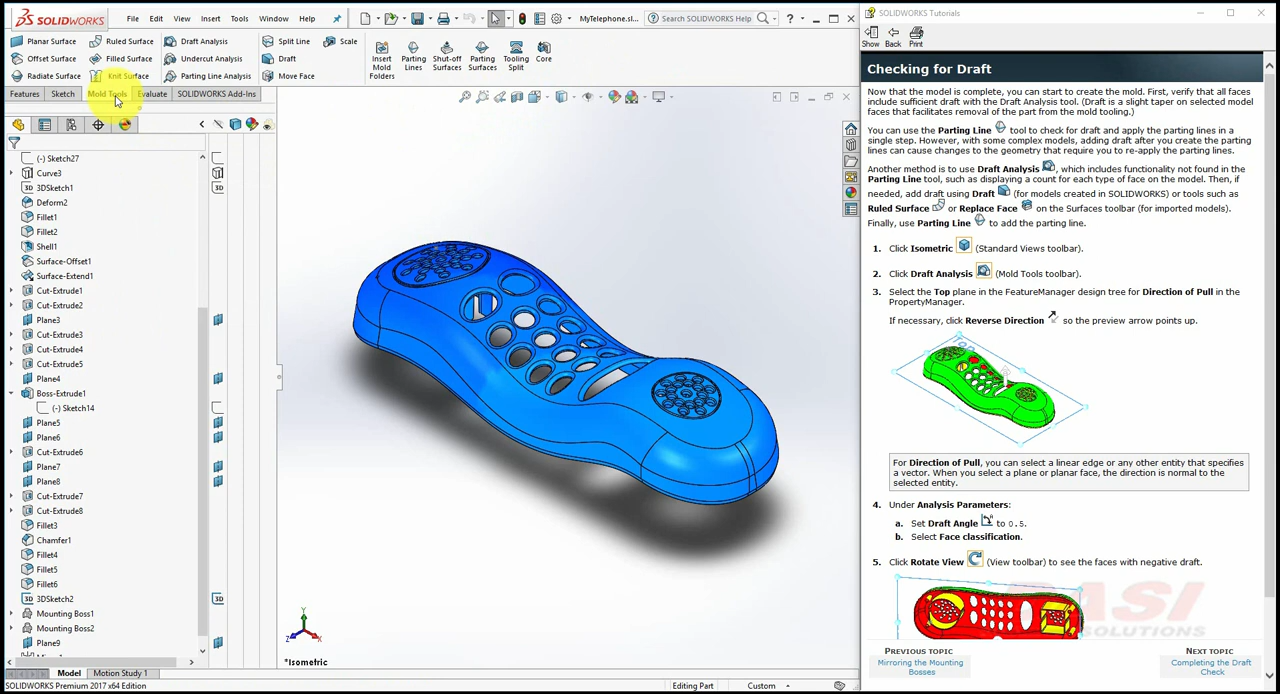 SOLIDWORKS File Edit View Insert Tools Window Help MyTelephone.sl... Search SOLIDWORKS Help
Planar Surface Ruled Surface Draft Analysis Split Line Scale
Offset Surface Filled Surface Undercut Analysis Draft
Radiate Surface Knit Surface Parting Line Analysis Move Face
Insert Mold Folders
Parting Lines
Shut-off Surfaces
Parting Surfaces
Tooling Split
Core
Features Sketch Mold Tools Evaluate SOLIDWORKS Add-Ins
(-) Sketch27
Curve3
3DSketch1
Deform2
Fillet1
Fillet2
Shell1
Surface-Offset1
Surface-Extend1
Cut-Extrude1
Cut-Extrude2
Plane3
Cut-Extrude3
Cut-Extrude4
Cut-Extrude5
Plane4
Boss-Extrude1
(-) Sketch14
Plane5
Plane6
Cut-Extrude6
Plane7
Plane8
Cut-Extrude7
Cut-Extrude8
Fillet3
Chamfer1
Fillet4
Fillet5
Fillet6
3DSketch2
Mounting Boss1
Mounting Boss2
Plane9
Y
Z X
*Isometric
Model Motion Study 1
SOLIDWORKS Premium 2017 x64 Edition Editing Part Custom
SOLIDWORKS Tutorials
Show Back Print
Checking for Draft
Now that the model is complete, you can start to create the mold. First, verify that all faces
include sufficient draft with the Draft Analysis tool. (Draft is a slight taper on selected model
faces that facilitates removal of the part from the mold tooling.)
You can use the Parting Line tool to check for draft and apply the parting lines in a
single step. However, with some complex models, adding draft after you create the parting
lines can cause changes to the geometry that require you to re-apply the parting lines.
Another method is to use Draft Analysis , which includes functionality not found in the
Parting Line tool, such as displaying a count for each type of face on the model. Then, if
needed, add draft using Draft (for models created in SOLIDWORKS) or tools such as
Ruled Surface or Replace Face on the Surfaces toolbar (for imported models).
Finally, use Parting Line to add the parting line.
1. Click Isometric (Standard Views toolbar).
2. Click Draft Analysis (Mold Tools toolbar).
3. Select the Top plane in the FeatureManager design tree for Direction of Pull in the
PropertyManager.
If necessary, click Reverse Direction so the preview arrow points up.
Top
For Direction of Pull, you can select a linear edge or any other entity that specifies
a vector. When you select a plane or planar face, the direction is normal to the
selected entity.
4. Under Analysis Parameters:
a. Set Draft Angle to 0.5.
b. Select Face classification.
5. Click Rotate View (View toolbar) to see the faces with negative draft.
DASI
SOLUTIONS
PREVIOUS TOPIC
Mirroring the Mounting
Bosses
NEXT TOPIC
Completing the Draft
Check